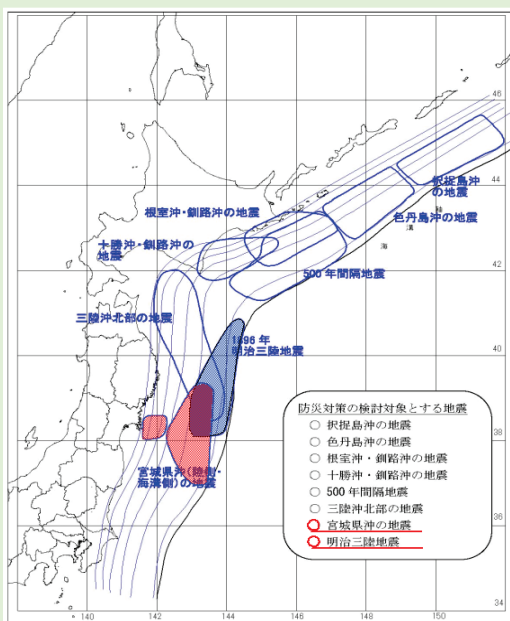 46
択捉島沖
の地震
44
根室沖・釧路沖の地震
色丹島沖の地震
海
溝
十勝沖・釧路沖の
地震
500年間隔地震
42
三陸沖北部の地震
1896年
明治三陸地震
40
防災対策の検討対象とする地震
○ 択捉島沖の地震
○ 色丹島沖の地震
○ 根室沖・釧路沖の地震
○ 十勝沖・釧路沖の地震
○ 500年間隔地震
○ 三陸沖北部の地震
○ 宮城県沖の地震
○ 明治三陸地震
38
宮城県沖(陸側・
海溝側)の地震
36
34
140 142 144 146 148 150